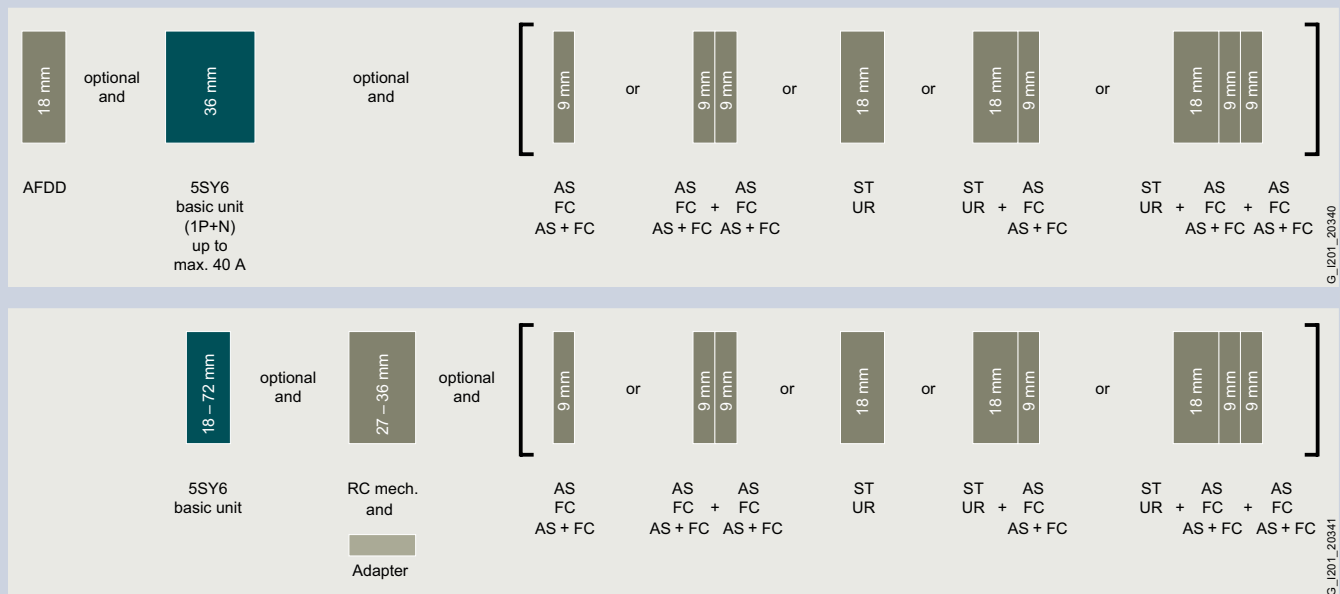 18 mm
optional
and
36 mm
optional
and
9 mm
or
9 mm 9 mm
or
18 mm
or
18 mm 9 mm
or
18 mm 9 mm 9 mm
AFDD
5SY6
basic unit
(1P+N)
up to
max. 40 A
AS
FC
AS + FC
AS AS
FC + FC
AS + FC AS + FC
ST
UR
ST AS
UR + FC
AS + FC
ST AS AS
UR + FC + FC
AS + FC AS + FC
G_I201_20340
18 – 72 mm
optional
and
27 – 36 mm
optional
and
9 mm
or
9 mm 9 mm
or
18 mm
or
18 mm 9 mm
or
18 mm 9 mm 9 mm
5SY6
basic unit
RC mech.
and
Adapter
AS
FC
AS + FC
AS AS
FC + FC
AS + FC AS + FC
ST
UR
ST AS
UR + FC
AS + FC
ST AS AS
UR + FC + FC
AS + FC AS + FC
G_I201_20341